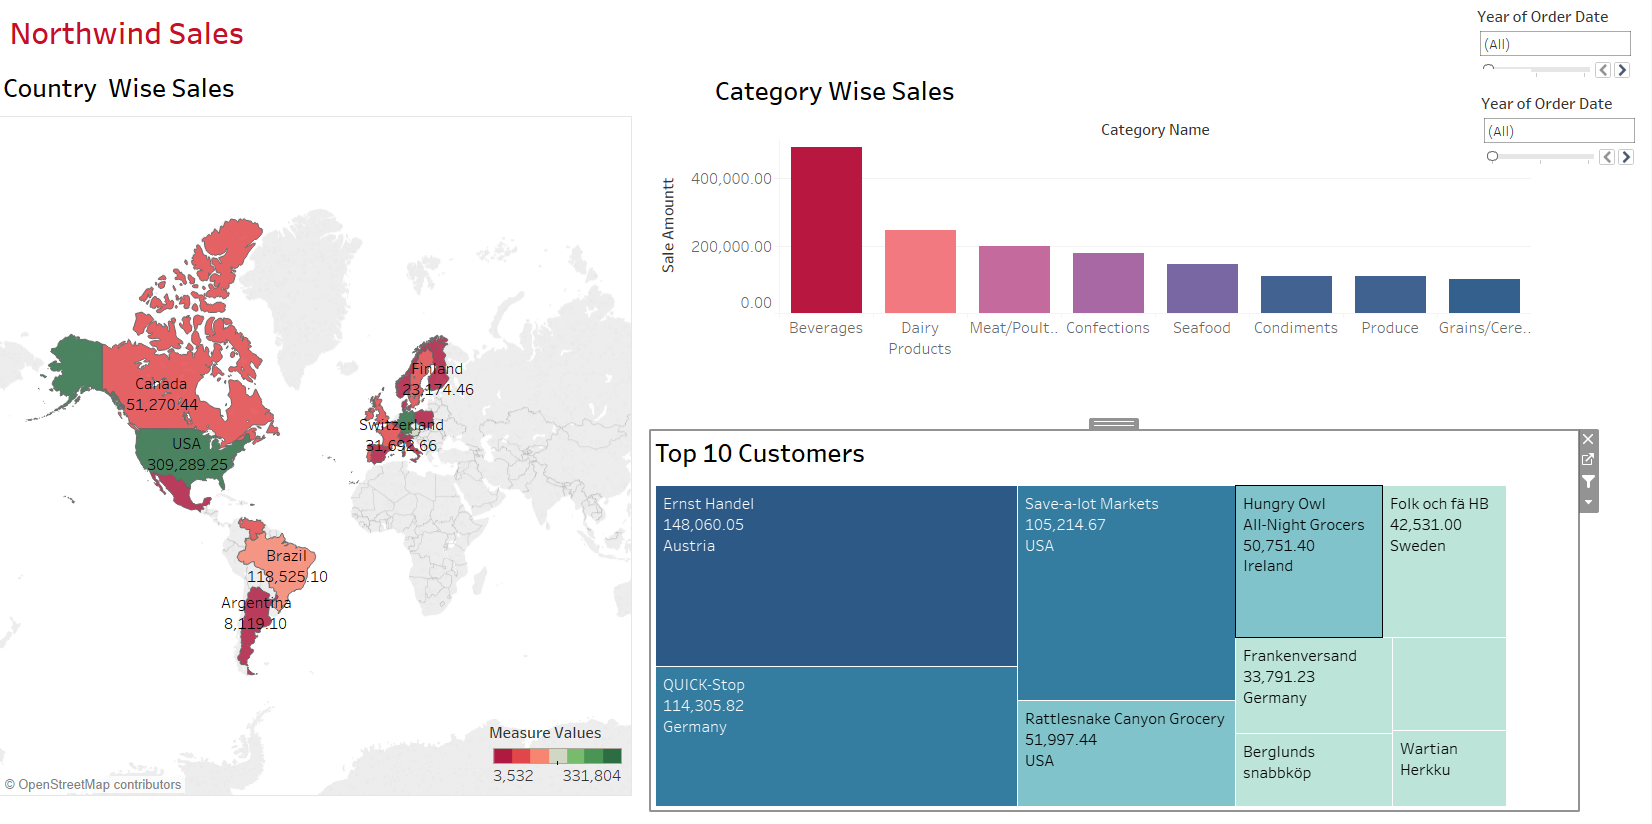 Northwind Sales
Country  Wise Sales
Canada
51,270.44
USA
309,289.25
Brazil
118,525.10
Argentina
8,119.10
Finland
23,174.46
Switzerland
31,692.66
Measure Values
3,532
331,804
© OpenStreetMap contributors
Category Wise Sales
Category Name
Sale Amountt
400,000.00
200,000.00
0.00
Beverages
Dairy
Products
Meat/Poult..
Confections
Seafood
Condiments
Produce
Grains/Cere..
Year of Order Date
(All)
Year of Order Date
(All)
Top 10 Customers
Ernst Handel
148,060.05
Austria
QUICK-Stop
114,305.82
Germany
Save-a-lot Markets
105,214.67
USA
Rattlesnake Canyon Grocery
51,997.44
USA
Hungry Owl
All-Night Grocers
50,751.40
Ireland
Folk och fä HB
42,531.00
Sweden
Frankenversand
33,791.23
Germany
Berglunds
snabbköp
Wartian
Herkku